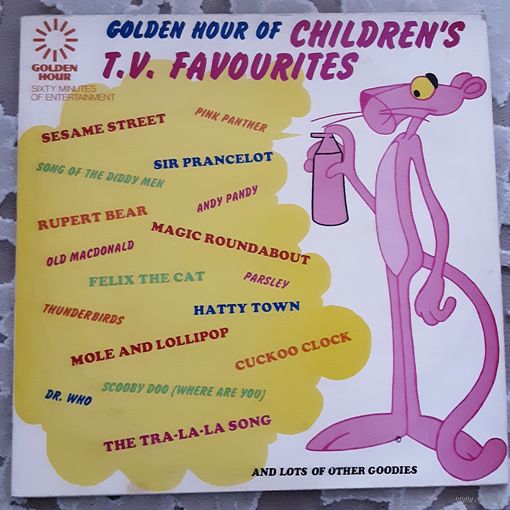 GOLDEN HOUR OF CHILDREN'S
T.V. FAVOURITES
GOLDEN
HOUR
SIXTY MINUTES
OF ENTERTAINMENT
SESAME STREET
PINK PANTHER
SIR PRANCELOT
SONG OF THE DIDDY MEN
ANDY PANDY
RUPERT BEAR
MAGIC ROUNDABOUT
OLD MACDONALD
FELIX THE CAT
PARSLEY
THUNDERBIRDS
HATTY TOWN
MOLE AND LOLLIPOP
CUCKOO CLOCK
SCOOBY DOO (WHERE ARE YOU)
DR. WHO
THE TRA-LA-LA SONG
AND LOTS OF OTHER GOODIES